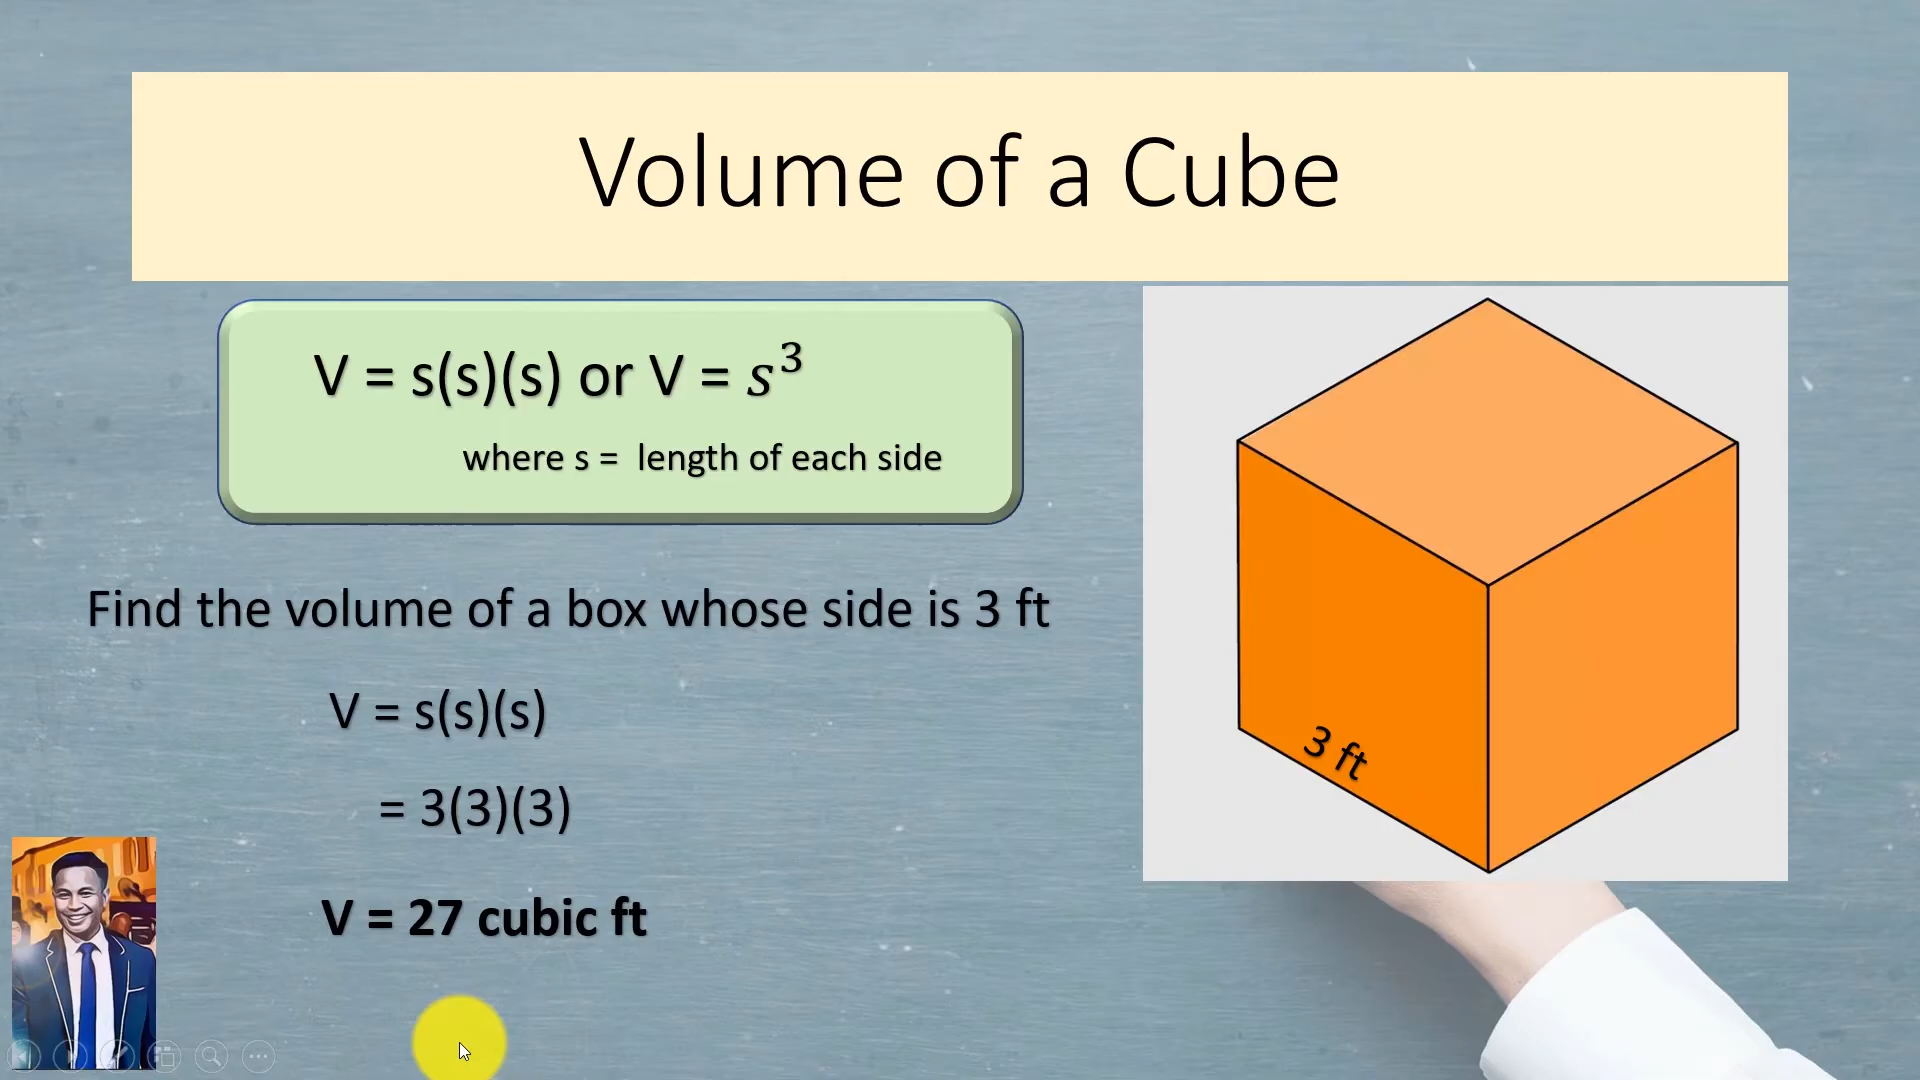 Volume of a Cube
V = s(s)(s) or V = s³
where s = length of each side
Find the volume of a box whose side is 3 ft
V = s(s)(s)
= 3(3)(3)
V = 27 cubic ft
3 ft